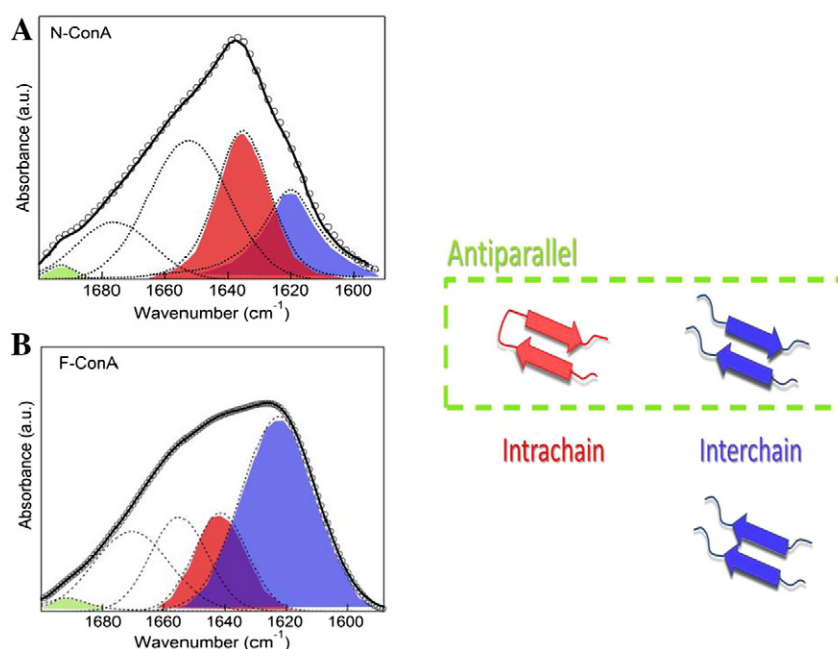 A
N-ConA
Absorbance (a.u.)
1680 1660 1640 1620 1600
Wavenumber (cm⁻¹)
B
F-ConA
Absorbance (a.u.)
1680 1660 1640 1620 1600
Wavenumber (cm⁻¹)
Antiparallel
Intrachain Interchain